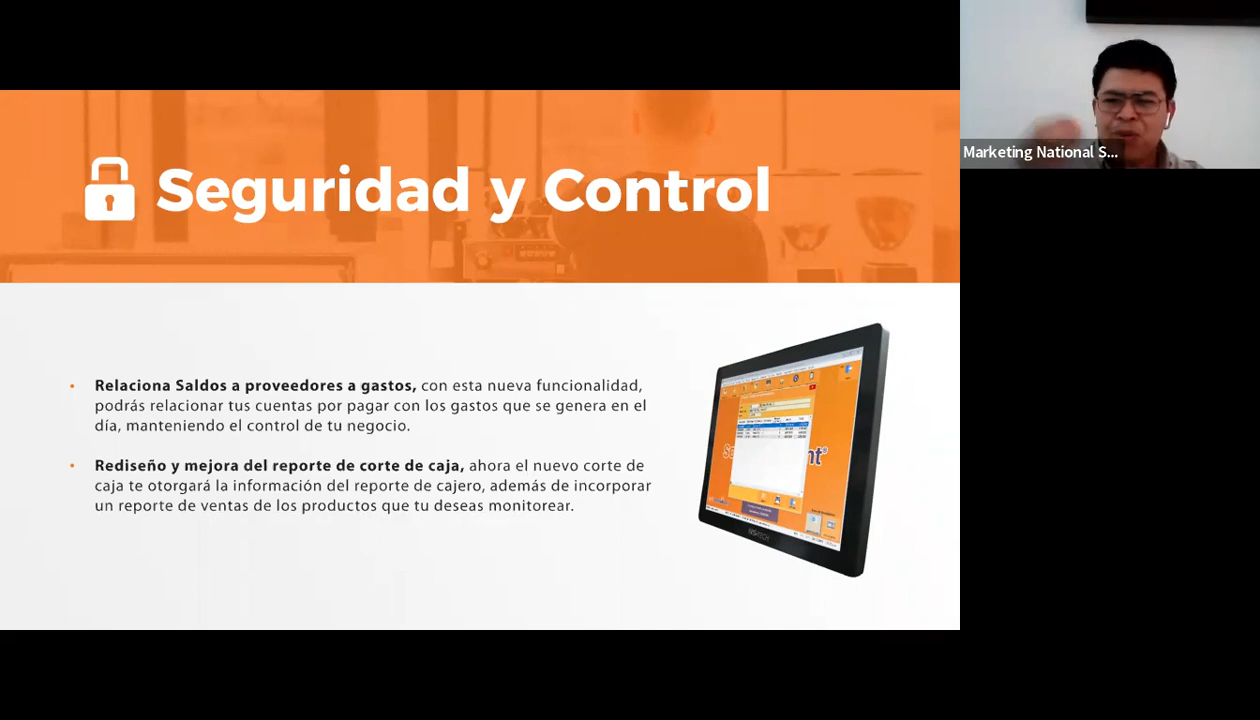 Seguridad y Control
Marketing National S...
Relaciona Saldos a proveedores a gastos, con esta nueva funcionalidad,
podrás relacionar tus cuentas por pagar con los gastos que se genera en el
día, manteniendo el control de tu negocio.
Rediseño y mejora del reporte de corte de caja, ahora el nuevo corte de
caja te otorgará la información del reporte de cajero, además de incorporar
un reporte de ventas de los productos que tu deseas monitorear.